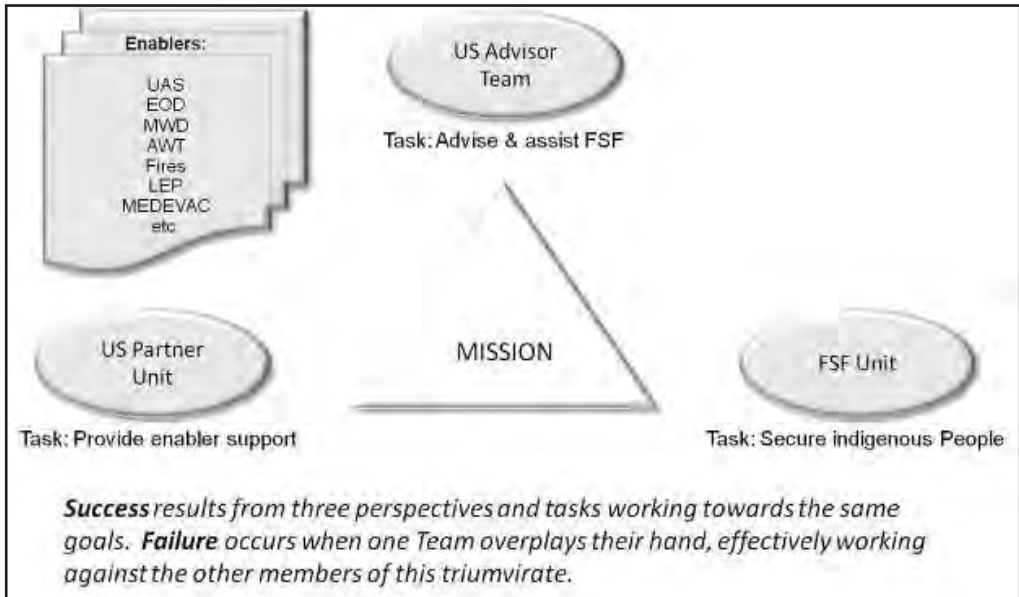 Enablers:
UAS
EOD
MWD
AWT
Fires
LEP
MEDEVAC
etc
US Advisor
Team
Task: Advise & assist FSF
US Partner
Unit
MISSION
FSF Unit
Task: Provide enabler support
Task: Secure indigenous People
Success results from three perspectives and tasks working towards the same
goals. Failure occurs when one Team overplays their hand, effectively working
against the other members of this triumvirate.